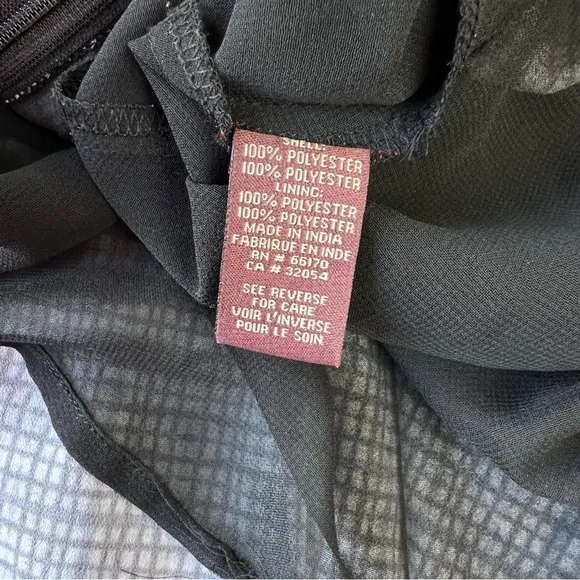 SHELL:
100% POLYESTER
100% POLYESTER
LINING:
100% POLYESTER
100% POLYESTER
MADE IN INDIA
FABRIQUE EN INDE
RN # 66170
CA # 32054
SEE REVERSE
FOR CARE
VOIR L'INVERSE
POUR LE SOIN